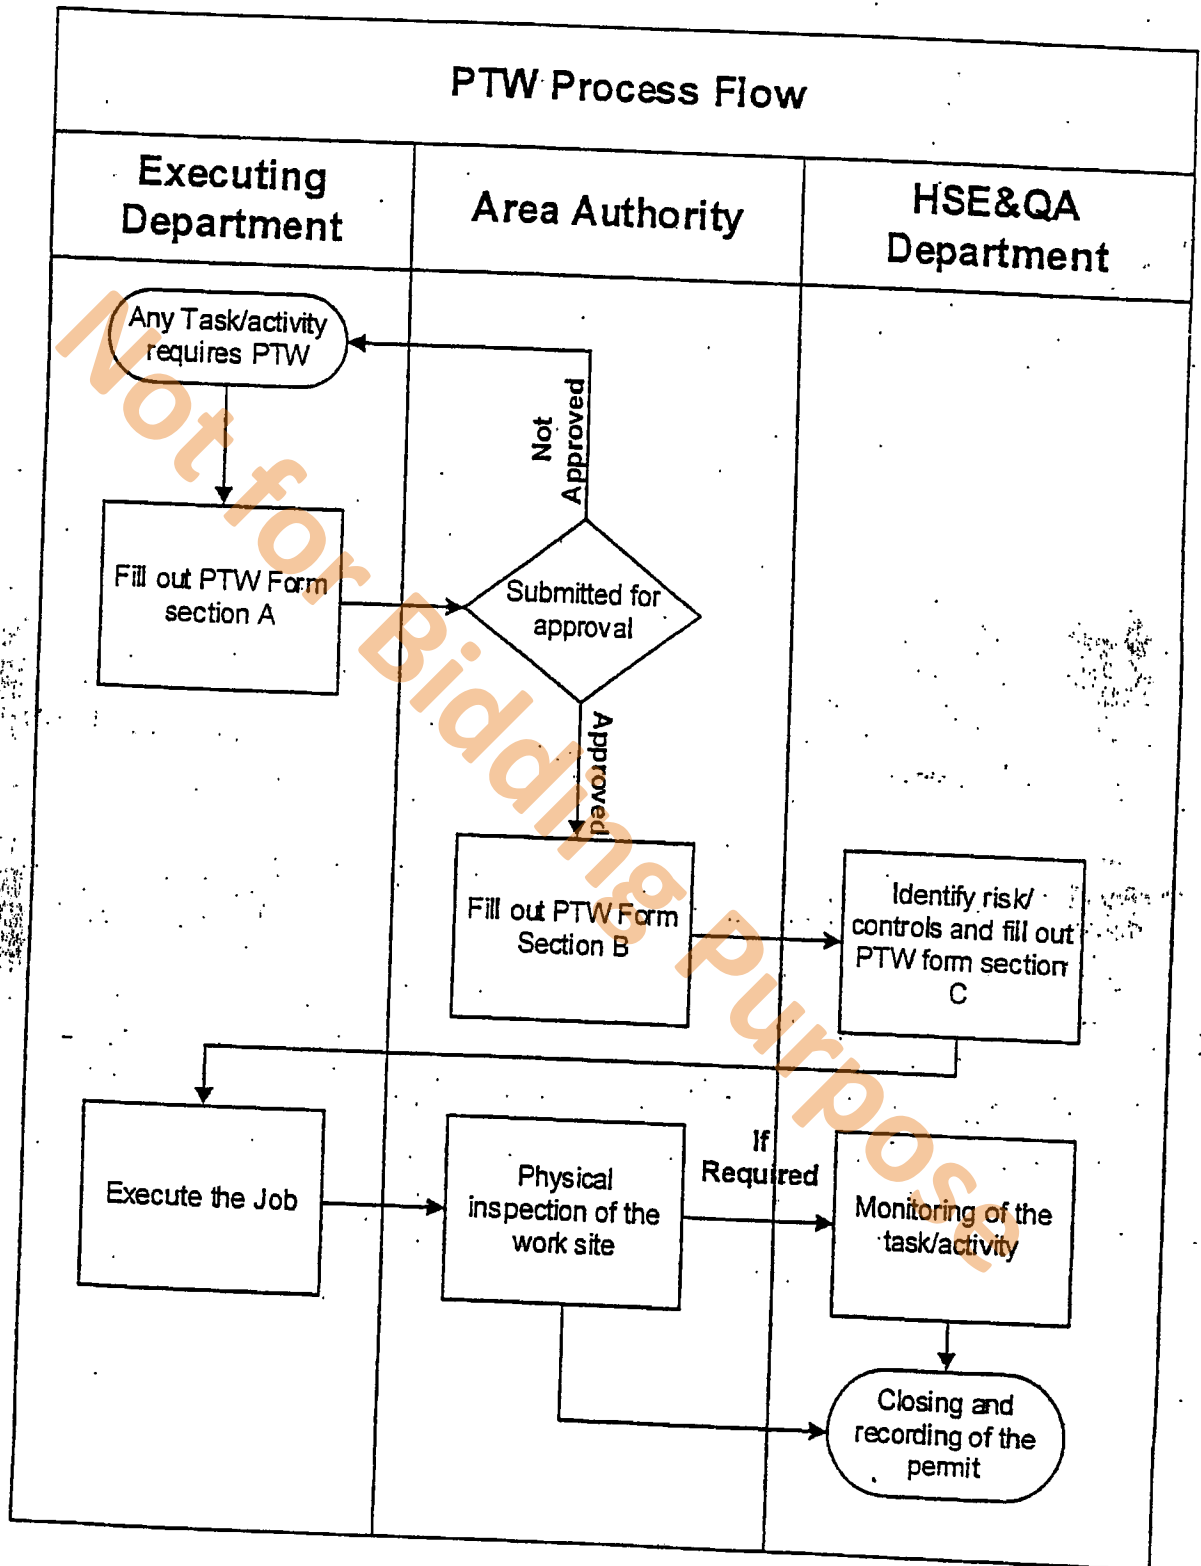 PTW Process Flow
Executing
Department
Area Authority
HSE&QA
Department
Any Task/activity
requires PTW
Not
Approved
Fill out PTW Form
section A
Submitted for
approval
Approved
Fill out PTW Form
Section B
Identify risk/
controls and fill out
PTW form section
C
Execute the Job
Physical
inspection of the
work site
If
Required
Monitoring of the
task/activity
Closing and
recording of the
permit
Not for Bidding Purpose